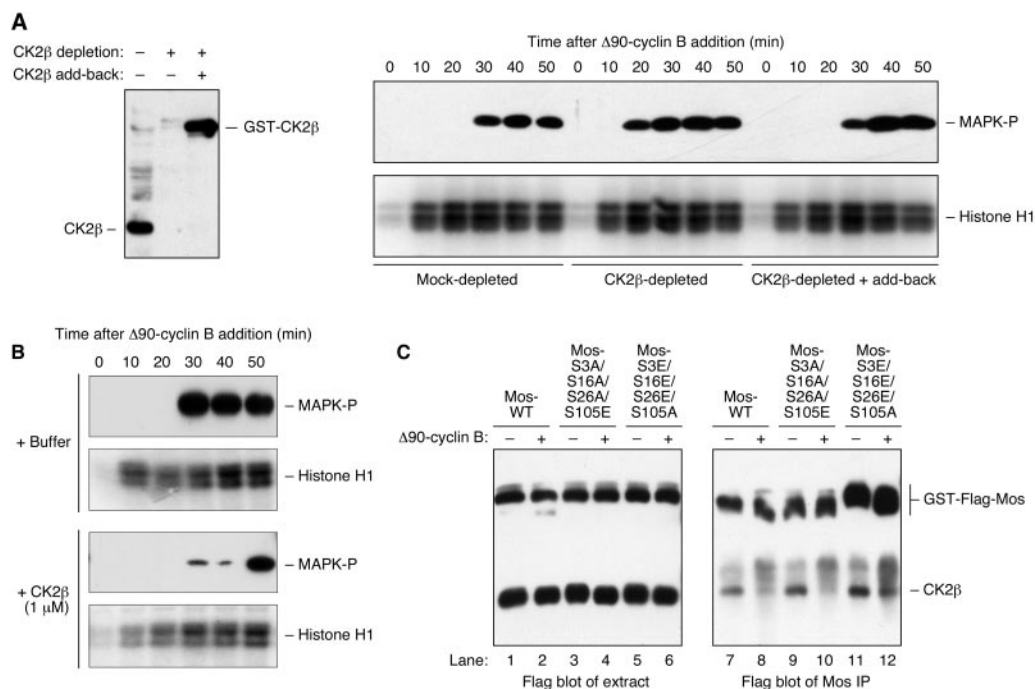 A
CK2β depletion: – + +
CK2β add-back: – – +
– GST-CK2β
CK2β –
Time after Δ90-cyclin B addition (min)
0 10 20 30 40 50 0 10 20 30 40 50 0 10 20 30 40 50
– MAPK-P
– Histone H1
Mock-depleted CK2β-depleted CK2β-depleted + add-back
B
Time after Δ90-cyclin B addition (min)
0 10 20 30 40 50
+ Buffer
– MAPK-P
– Histone H1
+ CK2β
(1 μM)
– MAPK-P
– Histone H1
C
Mos-
WT
Mos-
S3A/
S16A/
S26A/
S105E
Mos-
S3E/
S16E/
S26E/
S105A
Mos-
WT
Mos-
S3A/
S16A/
S26A/
S105E
Mos-
S3E/
S16E/
S26E/
S105A
Δ90-cyclin B: – + – + – + – + – + – +
GST-Flag-Mos
– CK2β
Lane: 1 2 3 4 5 6 7 8 9 10 11 12
Flag blot of extract Flag blot of Mos IP